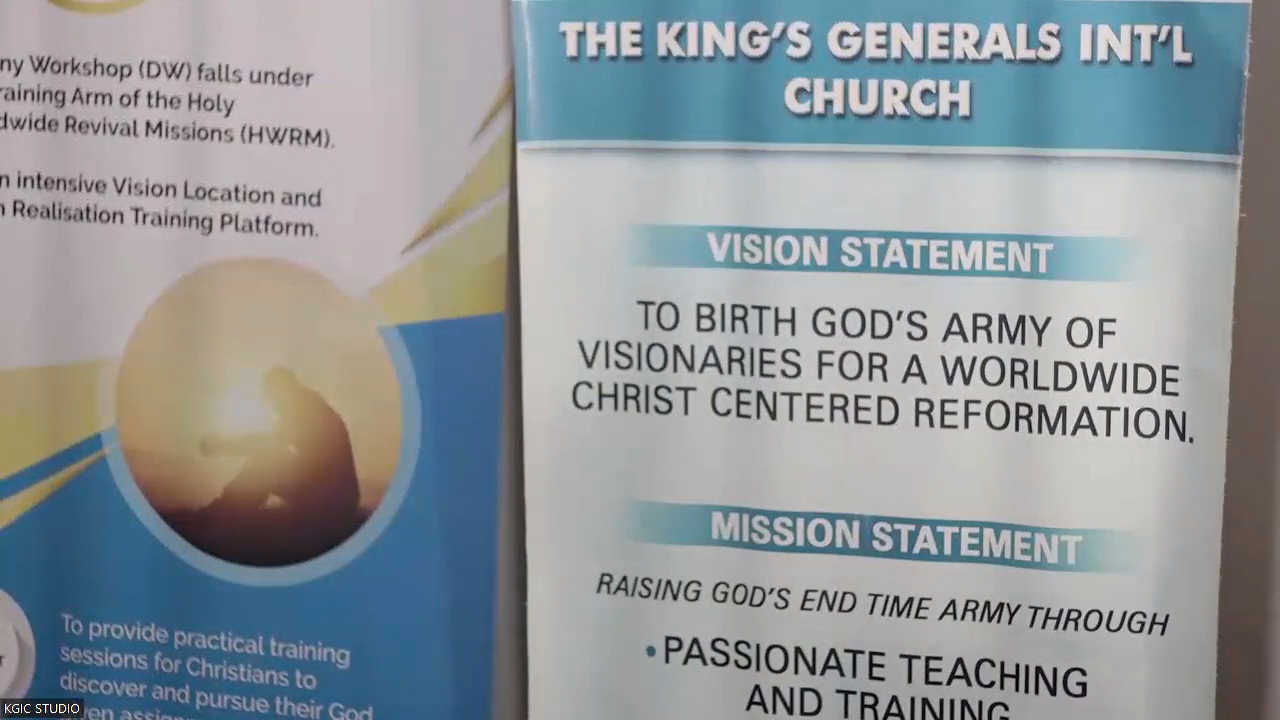 Workshop (DW) falls under
Arm of the Holy
Revival Missions (HWRM).
intensive Vision Location and
Realisation Training Platform.
To provide practical training
sessions for Christians to
discover and pursue their God
THE KING'S GENERALS INT'L
CHURCH
VISION STATEMENT
TO BIRTH GOD'S ARMY OF
VISIONARIES FOR A WORLDWIDE
CHRIST CENTERED REFORMATION.
MISSION STATEMENT
RAISING GOD'S END TIME ARMY THROUGH
•PASSIONATE TEACHING
AND TRAINING
KGIC STUDIO